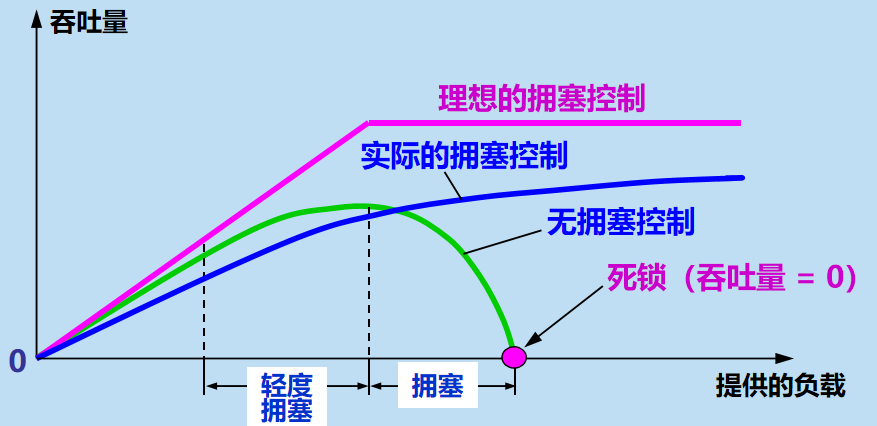 吞吐量
理想的拥塞控制
实际的拥塞控制
无拥塞控制
死锁（吞吐量 = 0）
0
提供的负载
轻度
拥塞
拥塞